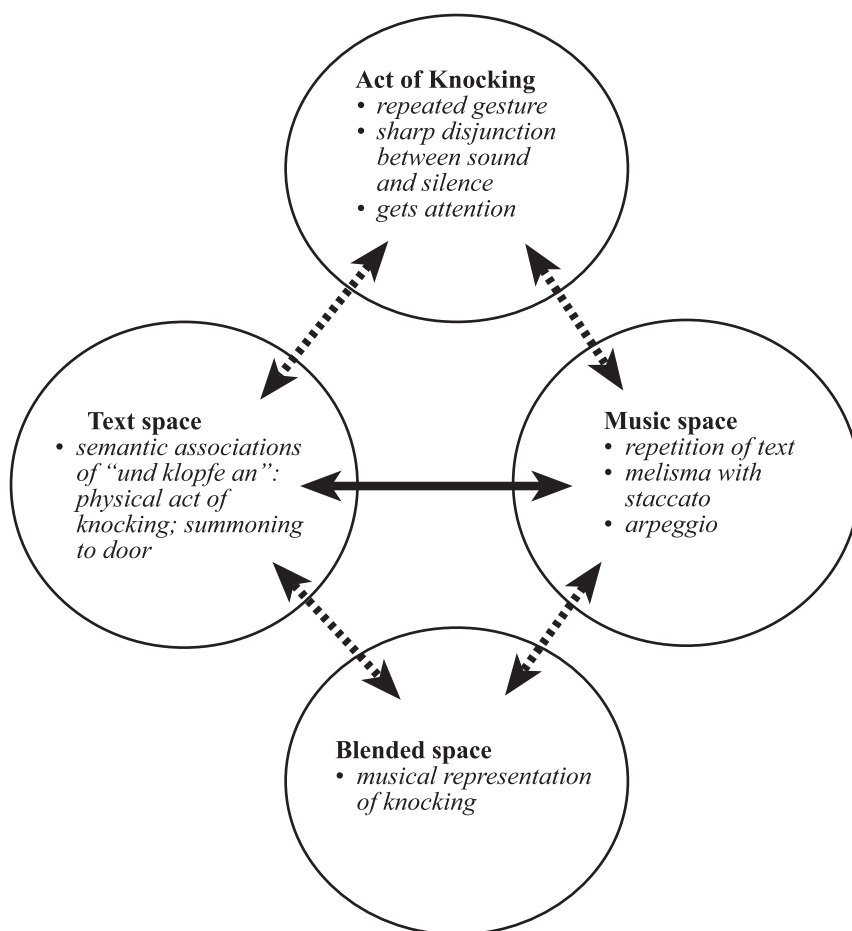 Act of Knocking
• repeated gesture
• sharp disjunction
between sound
and silence
• gets attention
Text space
• semantic associations
of “und klopfe an”:
physical act of
knocking; summoning
to door
Music space
• repetition of text
• melisma with
staccato
• arpeggio
Blended space
• musical representation
of knocking